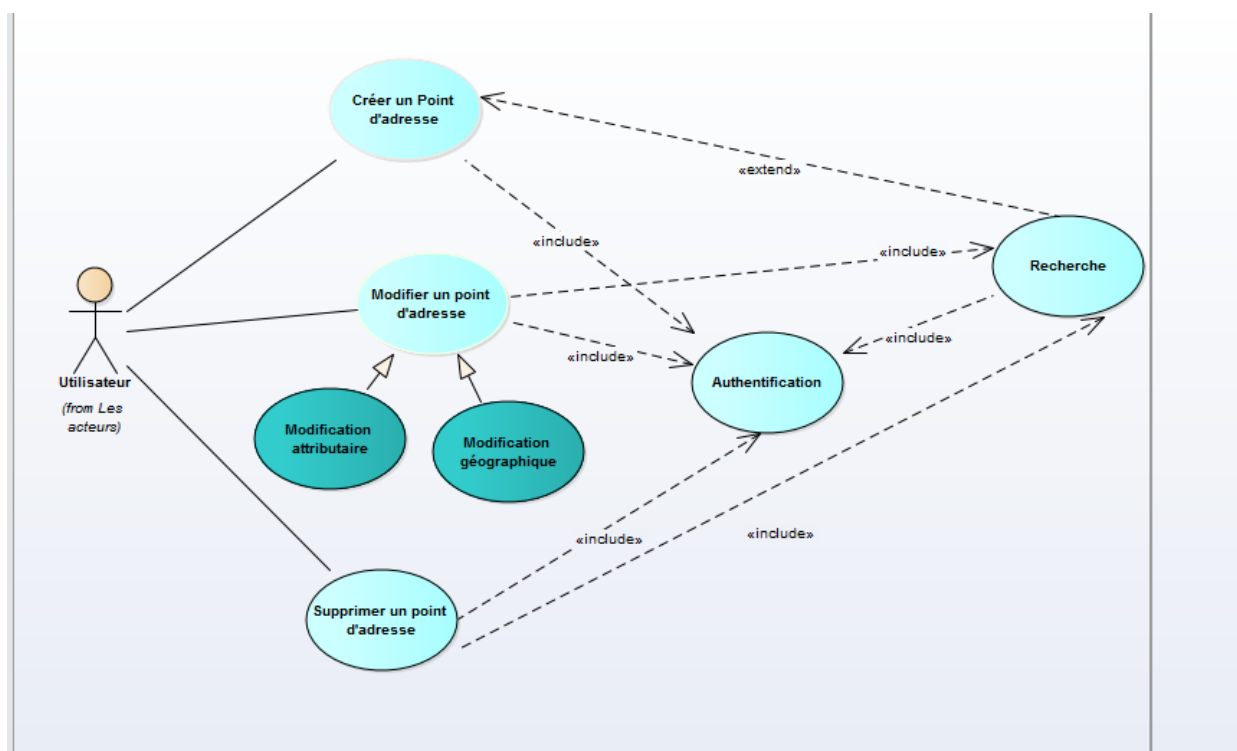 Créer un Point
d'adresse
«extend»
«include»
Recherche
«include»
Modifier un point
d'adresse
«include»
«include»
Authentification
Utilisateur
(from Les
acteurs)
Modification
attributaire
Modification
géographique
«include»
«include»
Supprimer un point
d'adresse